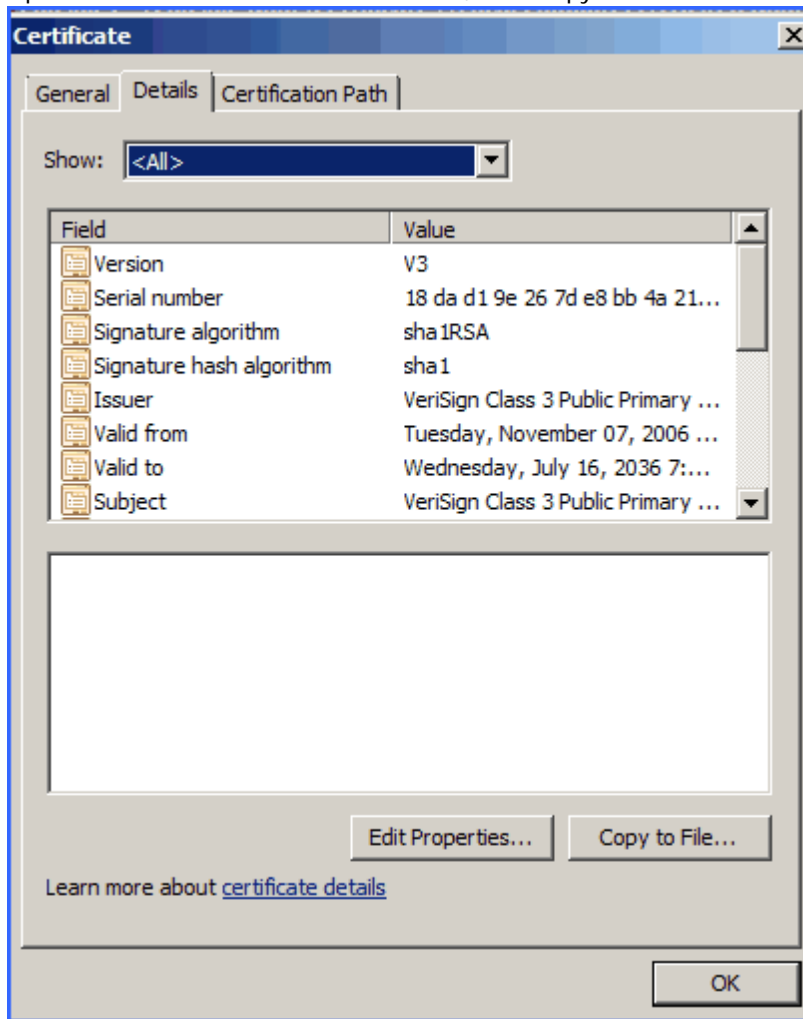 Certificate
General Details Certification Path
Show: <All>
Field Value
Version V3
Serial number 18 da d1 9e 26 7d e8 bb 4a 21...
Signature algorithm sha1RSA
Signature hash algorithm sha1
Issuer VeriSign Class 3 Public Primary ...
Valid from Tuesday, November 07, 2006 ...
Valid to Wednesday, July 16, 2036 7:...
Subject VeriSign Class 3 Public Primary ...
Edit Properties... Copy to File...
Learn more about certificate details
OK